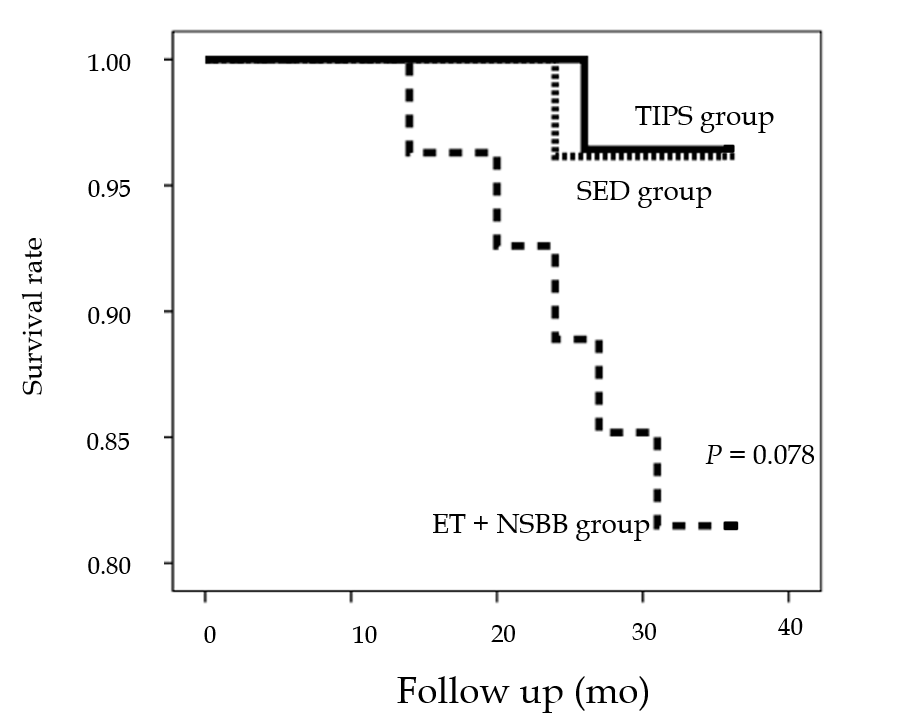 1.00
TIPS group
0.95
SED group
0.90
Survival rate
0.85
P = 0.078
ET + NSBB group
0.80
0 10 20 30 40
Follow up (mo)